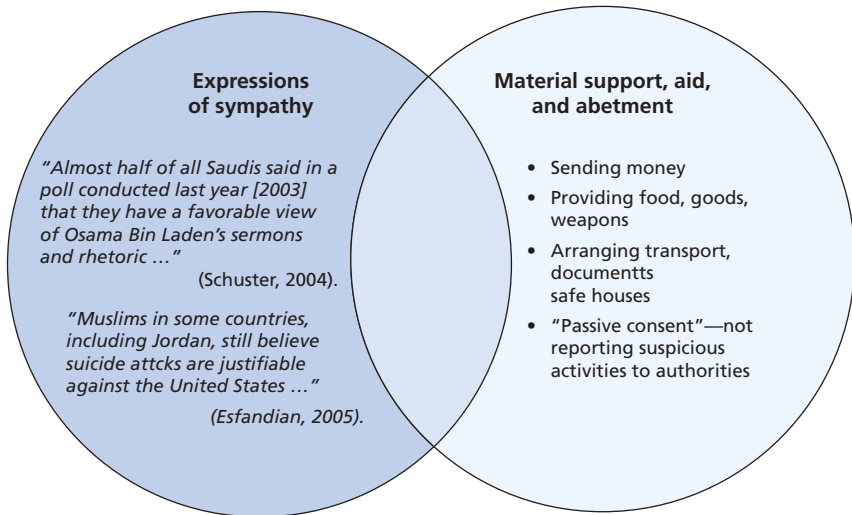 Expressions
of sympathy
“Almost half of all Saudis said in a
poll conducted last year [2003]
that they have a favorable view
of Osama Bin Laden’s sermons
and rhetoric …”
(Schuster, 2004).
“Muslims in some countries,
including Jordan, still believe
suicide attcks are justifiable
against the United States …”
(Esfandian, 2005).
Material support, aid,
and abetment
• Sending money
• Providing food, goods,
weapons
• Arranging transport,
documentts
safe houses
• “Passive consent”—not
reporting suspicious
activities to authorities